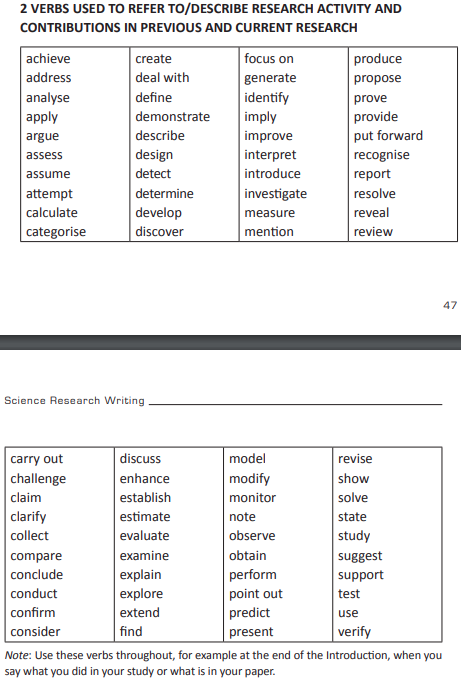 2 VERBS USED TO REFER TO/DESCRIBE RESEARCH ACTIVITY AND
CONTRIBUTIONS IN PREVIOUS AND CURRENT RESEARCH
achieve create focus on produce
address deal with generate propose
analyse define identify prove
apply demonstrate imply provide
argue describe improve put forward
assess design interpret recognise
assume detect introduce report
attempt determine investigate resolve
calculate develop measure reveal
categorise discover mention review
47
Science Research Writing
carry out discuss model revise
challenge enhance modify show
claim establish monitor solve
clarify estimate note state
collect evaluate observe study
compare examine obtain suggest
conclude explain perform support
conduct explore point out test
confirm extend predict use
consider find present verify
Note: Use these verbs throughout, for example at the end of the Introduction, when you
say what you did in your study or what is in your paper.